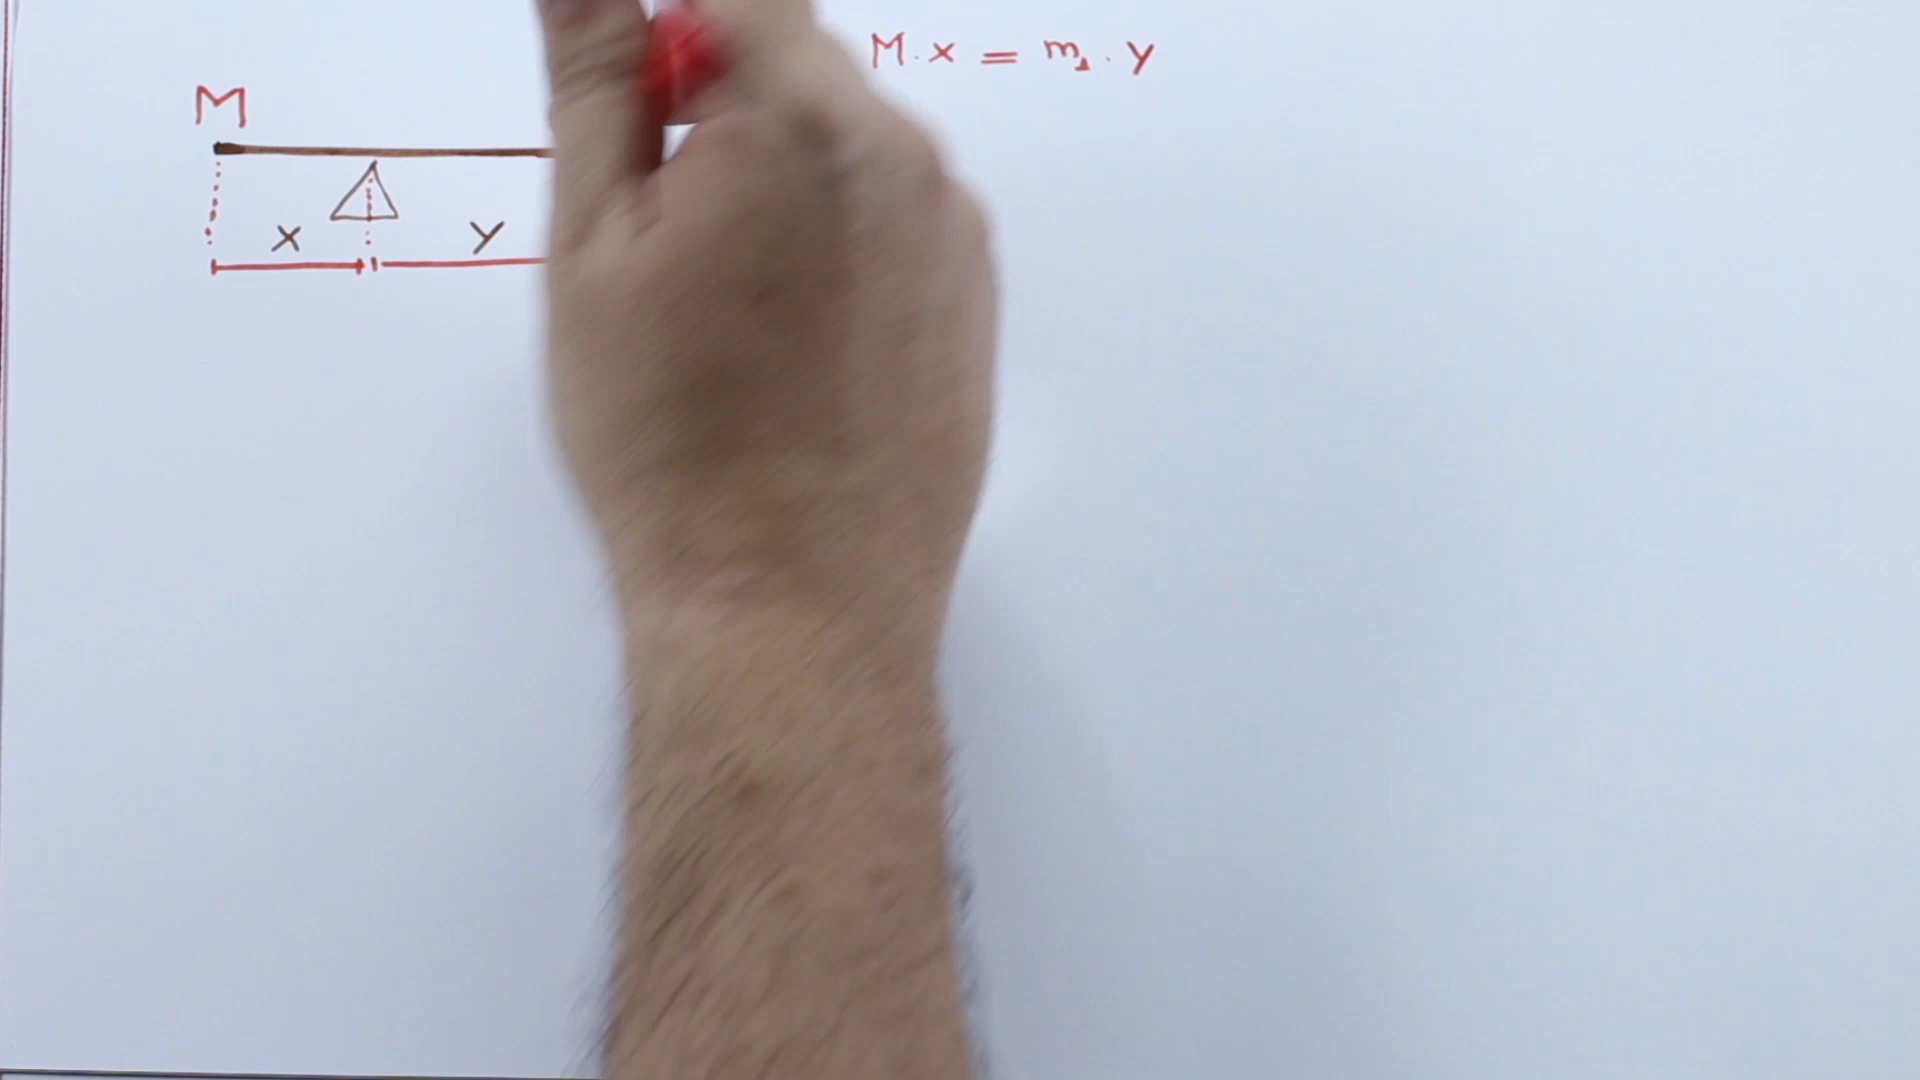 M . x = m₁ . y
M
x y